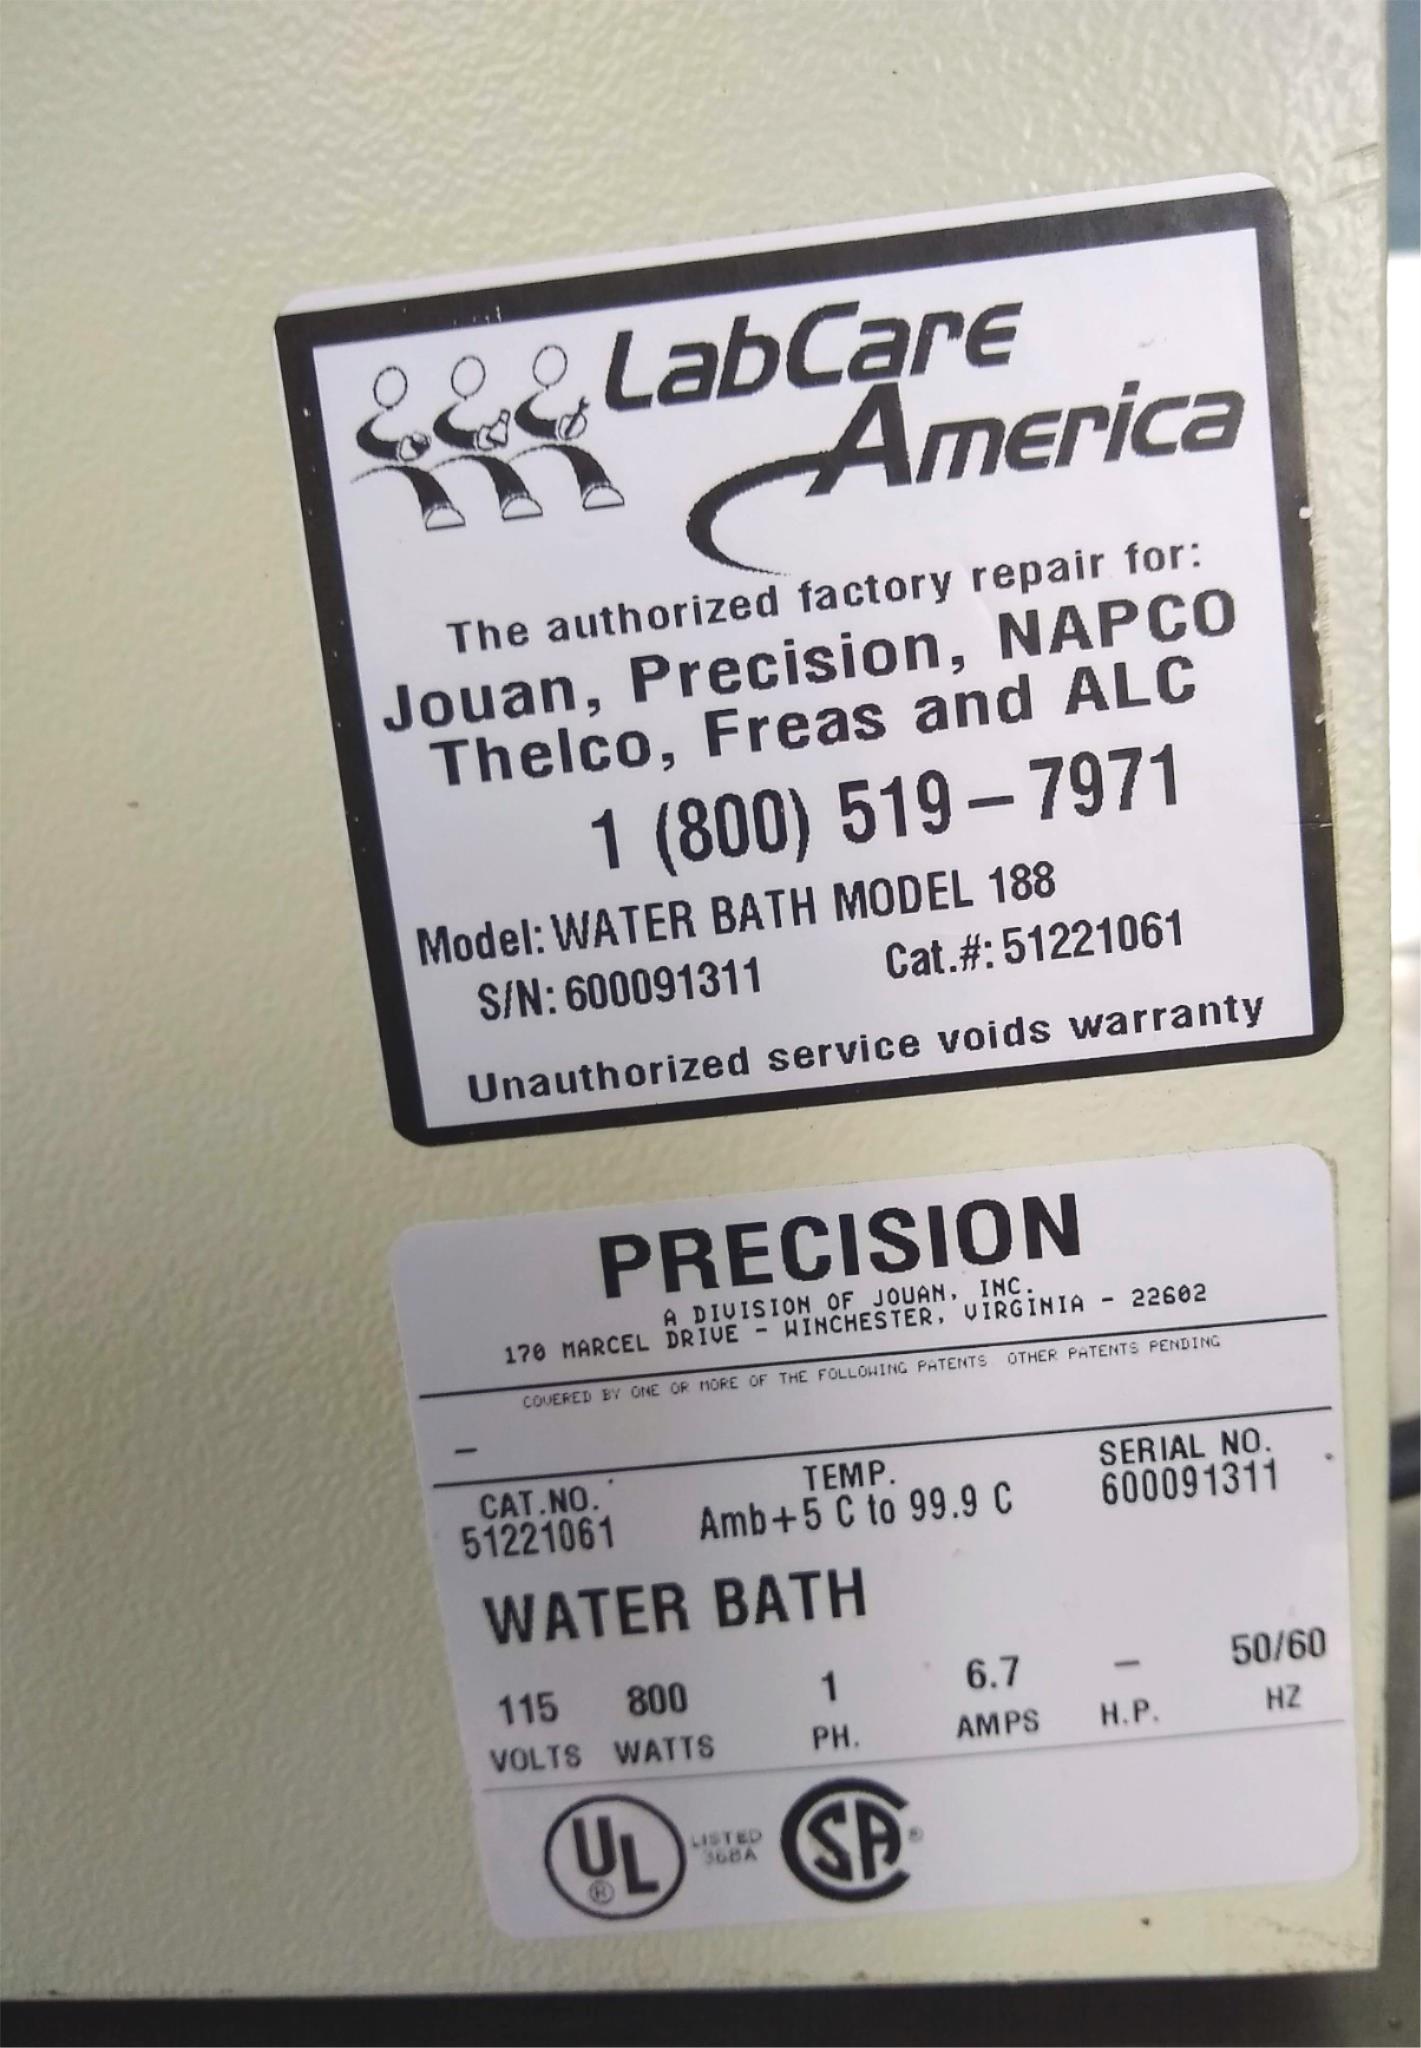 LabCare
America
The authorized factory repair for:
Jouan, Precision, NAPCO
Thelco, Freas and ALC
1 (800) 519-7971
Model: WATER BATH MODEL 188
S/N: 600091311 Cat.#: 51221061
Unauthorized service voids warranty
PRECISION
A DIVISION OF JOUAN, INC.
170 MARCEL DRIVE - WINCHESTER, VIRGINIA - 22602
COVERED BY ONE OR MORE OF THE FOLLOWING PATENTS. OTHER PATENTS PENDING
-
CAT.NO. TEMP. SERIAL NO.
51221061 Amb+5 C to 99.9 C 600091311
WATER BATH
115 800 1 6.7 - 50/60
VOLTS WATTS PH. AMPS H.P. HZ
UL ® LISTED SA ®
368A